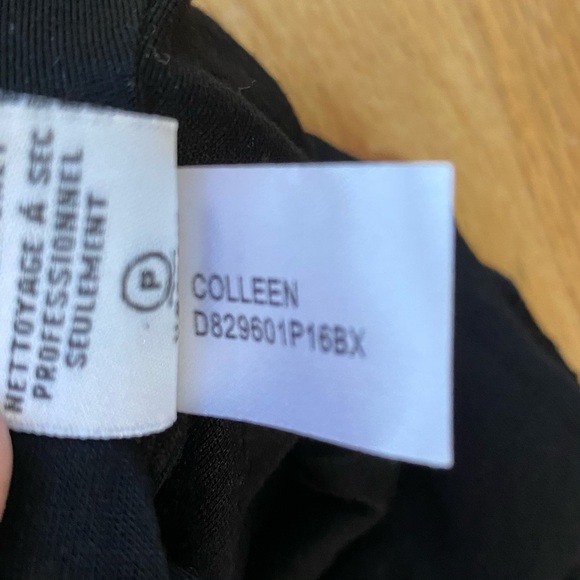 NETTOYAGE À SEC
PROFESSIONNEL
SEULEMENT
P
COLLEEN
D829601P16BX